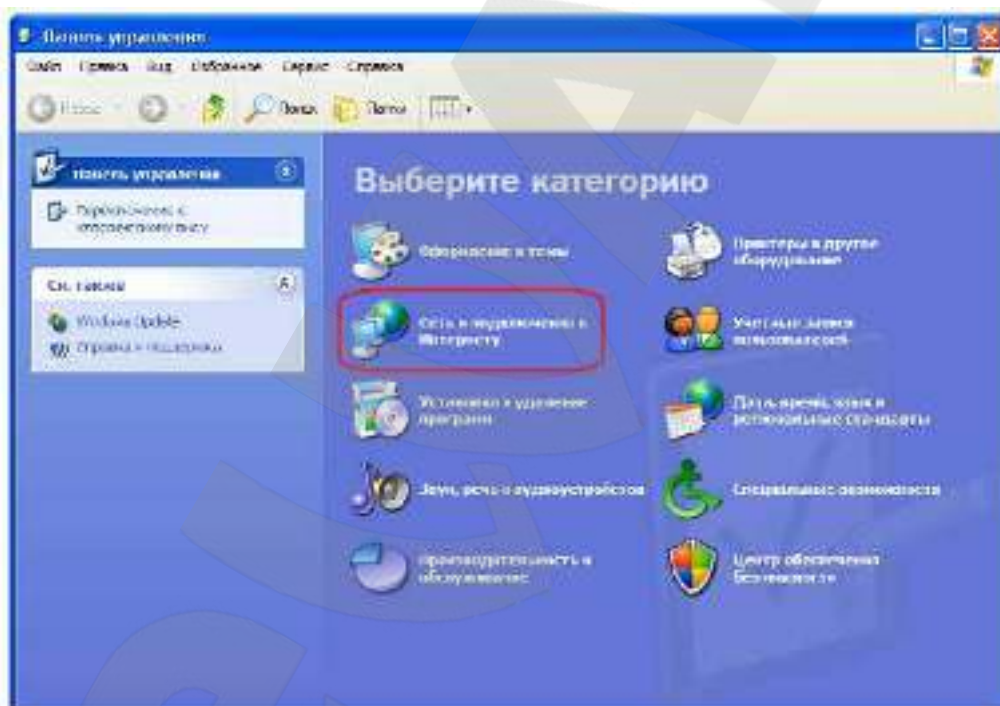 Панель управления
Файл Правка Вид Избранное Сервис Справка
Назад Поиск Папки
Панель управления
Переключение к
классическому виду
См. также
Windows Update
Справка и поддержка
Выберите категорию
Оформление и темы
Принтеры и другое
оборудование
Сеть и подключения к
Интернету
Учетные записи
пользователей
Установка и удаление
программ
Дата, время, язык и
региональные стандарты
Звук, речь и аудиоустройства
Специальные возможности
Производительность и
обслуживание
Центр обеспечения
безопасности